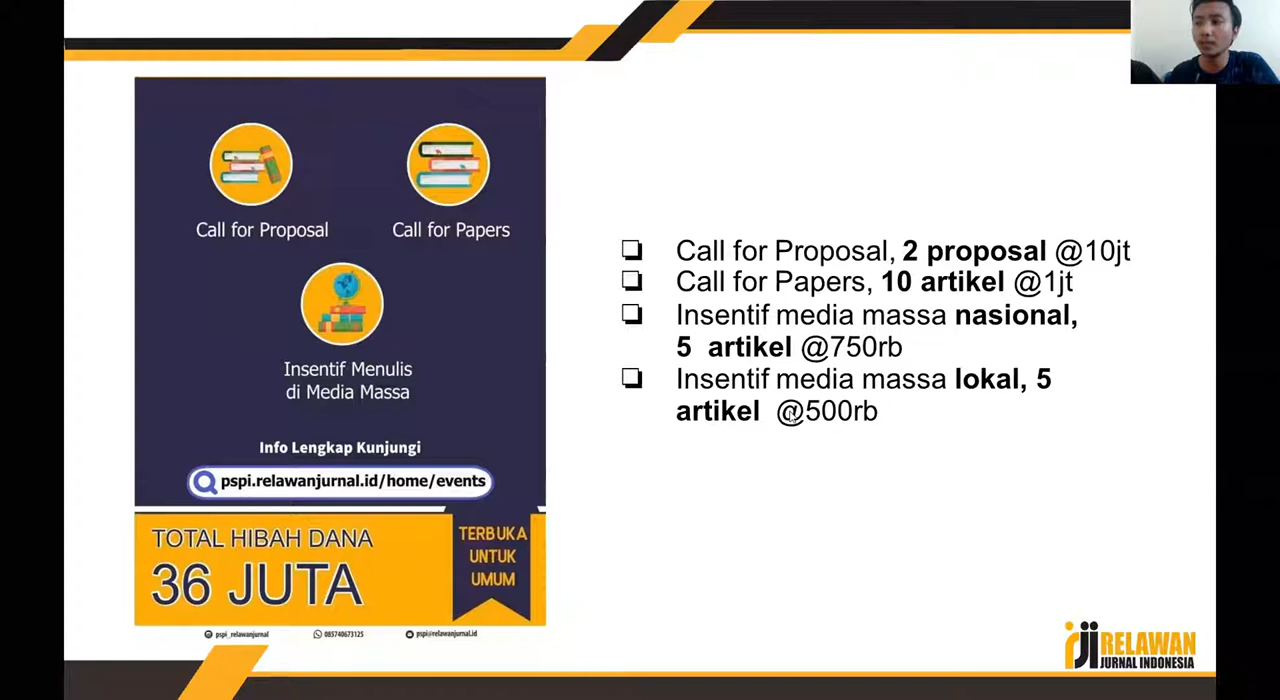 Call for Proposal
Call for Papers
Insentif Menulis
di Media Massa
Info Lengkap Kunjungi
pspi.relawanjurnal.id/home/events
TOTAL HIBAH DANA
36 JUTA
TERBUKA
UNTUK
UMUM
pspi_relawanjurnal
085740673125
pspi@relawanjurnal.id
Call for Proposal, 2 proposal @10jt
Call for Papers, 10 artikel @1jt
Insentif media massa nasional,
5 artikel @750rb
Insentif media massa lokal, 5
artikel @500rb
rji RELAWAN
JURNAL INDONESIA